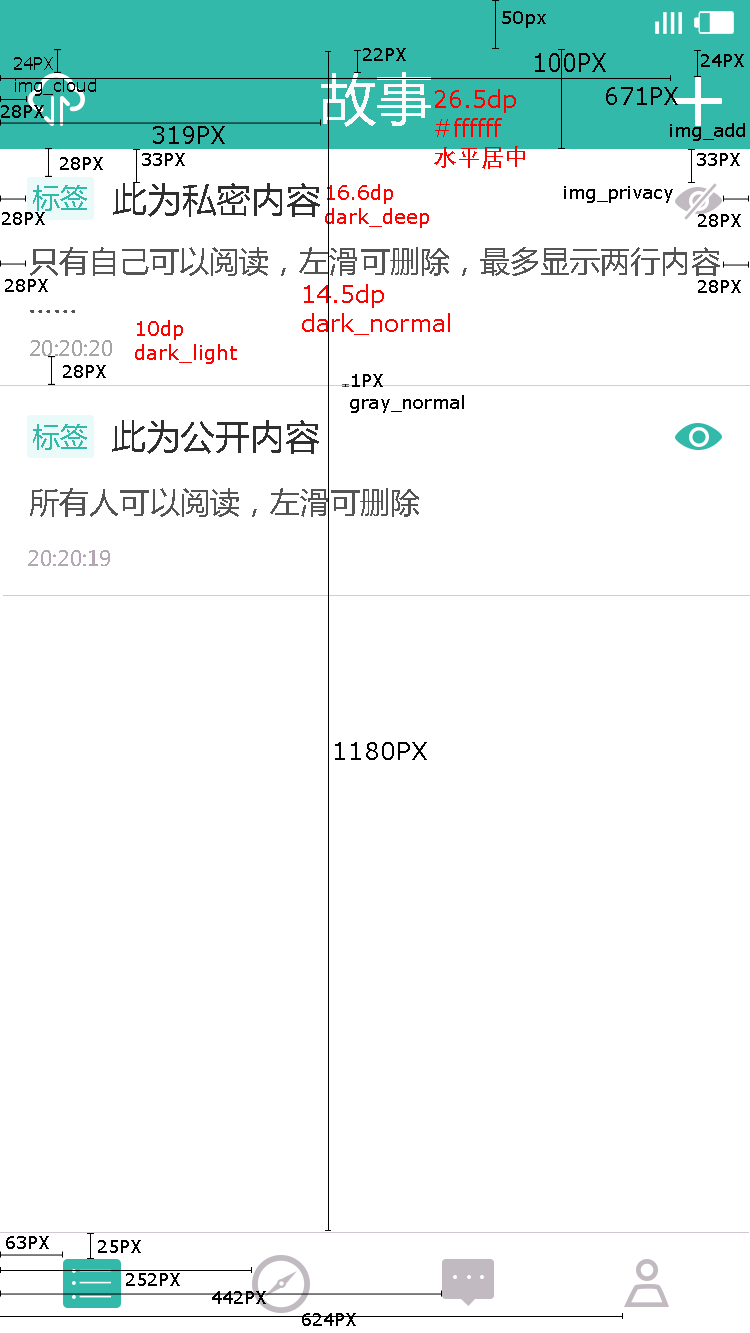 50px
24PX
22PX
100PX
24PX
img_cloud
671PX
28PX
故事
26.5dp
#ffffff
水平居中
319PX
img_add
28PX
33PX
33PX
标签
此为私密内容
16.6dp
dark_deep
img_privacy
28PX
28PX
只有自己可以阅读，左滑可删除，最多显示两行内容
......
28PX
28PX
14.5dp
dark_normal
10dp
dark_light
20:20:20
28PX
1PX
gray_normal
标签
此为公开内容
所有人可以阅读，左滑可删除
20:20:19
1180PX
63PX
25PX
252PX
442PX
624PX